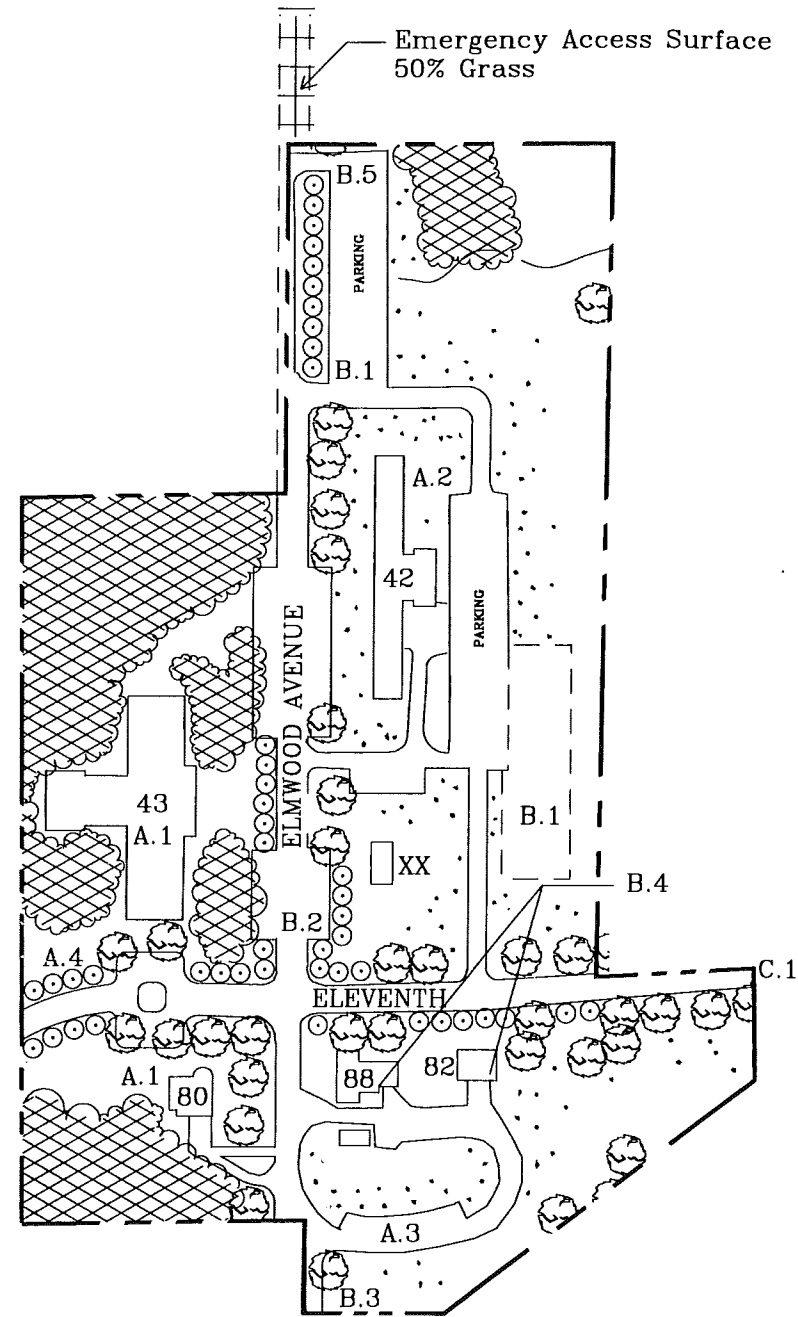 Emergency Access Surface
50% Grass
B.5
PARKING
B.1
A.2
42
PARKING
ELMWOOD AVENUE
43
A.1
B.1
XX
B.4
B.2
A.4
C.1
ELEVENTH
A.1
80
88
82
A.3
B.3